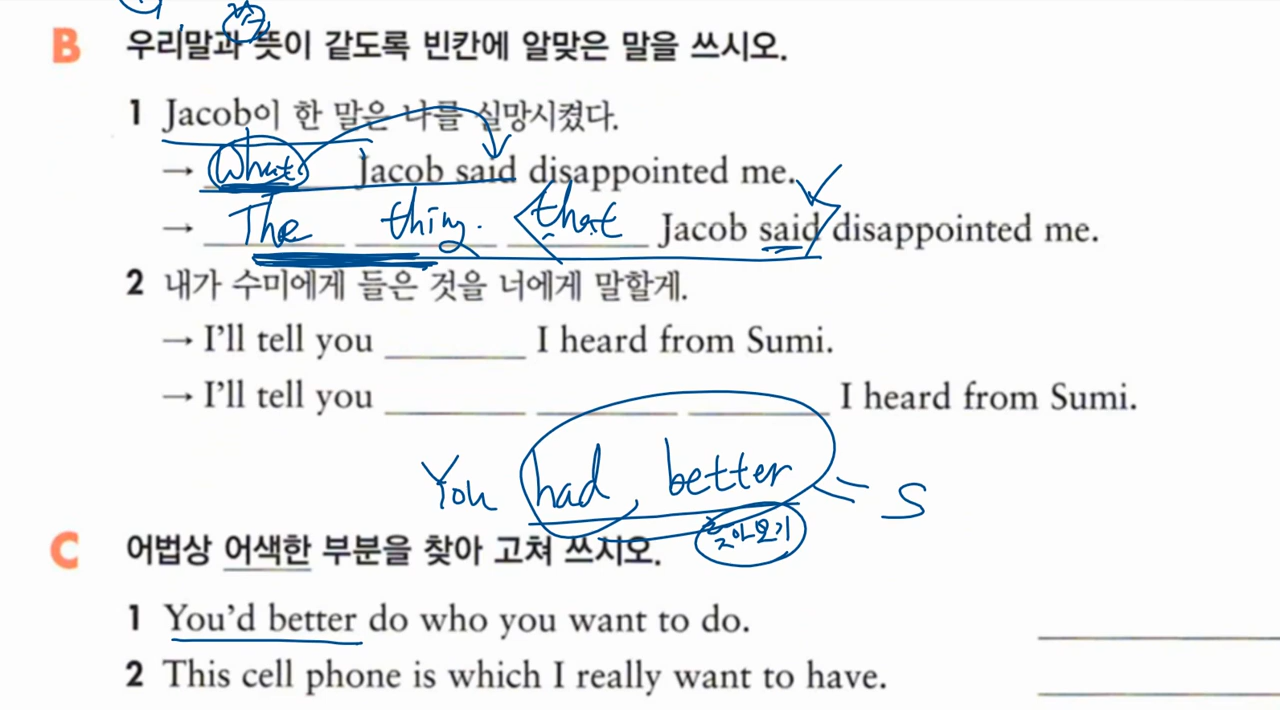 B 우리말과 뜻이 같도록 빈칸에 알맞은 말을 쓰시오.
1 Jacob이 한 말은 나를 실망시켰다.
→ What Jacob said disappointed me.
→ The thing that Jacob said disappointed me.
2 내가 수미에게 들은 것을 너에게 말할게.
→ I'll tell you ______ I heard from Sumi.
→ I'll tell you ______ ______ ______ I heard from Sumi.
You had better = S
찾아오기
C 어법상 어색한 부분을 찾아 고쳐 쓰시오.
1 You'd better do who you want to do.
2 This cell phone is which I really want to have.